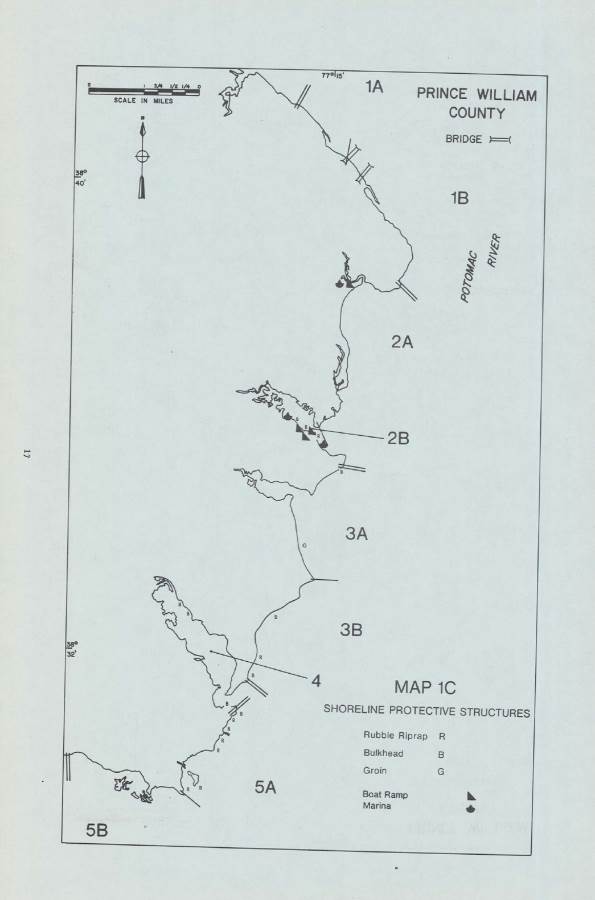 77° 15'
1A
PRINCE WILLIAM
COUNTY
1 3/4 1/2 1/4 0
SCALE IN MILES
BRIDGE
38°
40'
1B
POTOMAC
RIVER
2A
2B
17
3A
G
3B
4
MAP 1C
SHORELINE PROTECTIVE STRUCTURES
Rubble Riprap R
Bulkhead B
Groin G
Boat Ramp
Marina
5A
5B